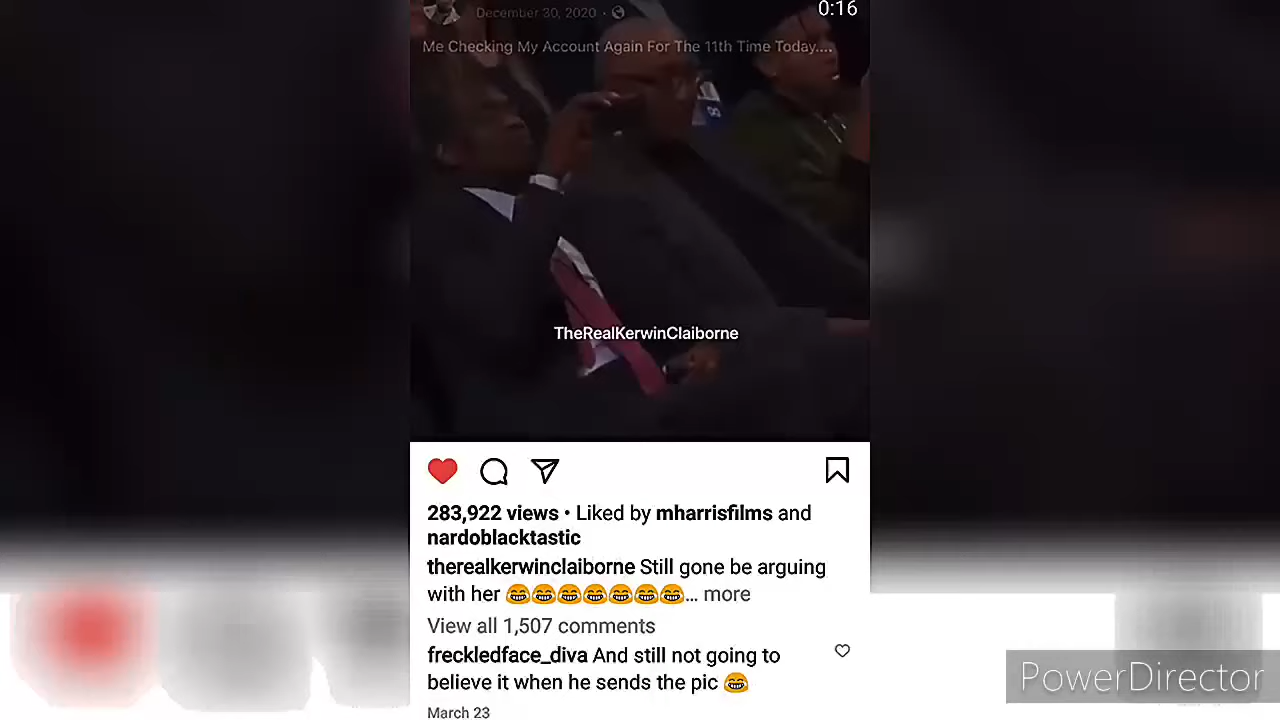 December 30, 2020 ·
0:16
Me Checking My Account Again For The 11th Time Today....
8
TheRealKerwinClaiborne
283,922 views • Liked by mharrisfilms and
nardoblacktastic
therealkerwinclaiborne Still gone be arguing
with her 😂😂😂😂😂😂😂... more
View all 1,507 comments
freckledface_diva And still not going to
believe it when he sends the pic 😂
March 23
PowerDirector